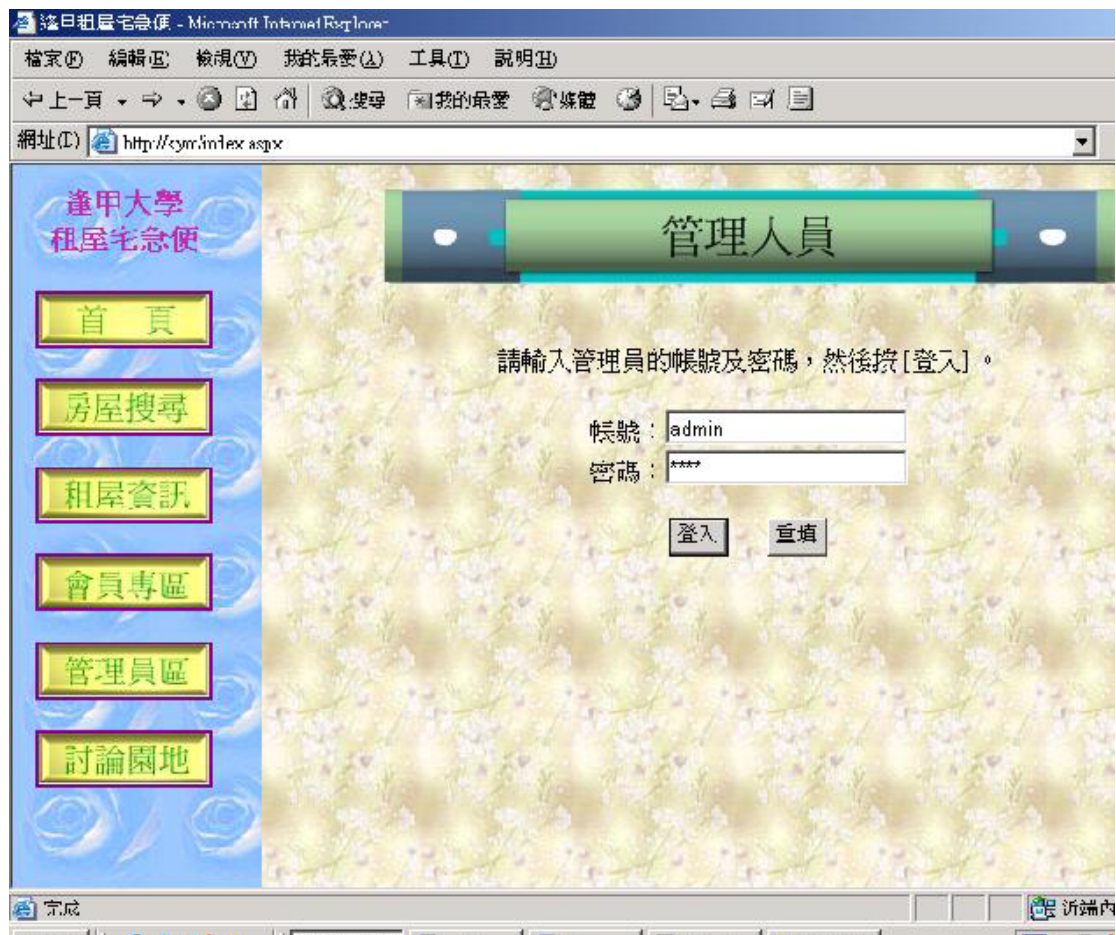 逢甲租屋宅急便 - Microsoft Internet Explorer
檔案(F) 編輯(E) 檢視(V) 我的最愛(A) 工具(T) 說明(H)
上一頁 搜尋 我的最愛 媒體
網址(D) http://sym/index.aspx
逢甲大學
租屋宅急便
首 頁
房屋搜尋
租屋資訊
會員專區
管理員區
討論園地
管理人員
請輸入管理員的帳號及密碼，然後按[登入]。
帳號：admin
密碼：****
登入 重填
完成 近端內